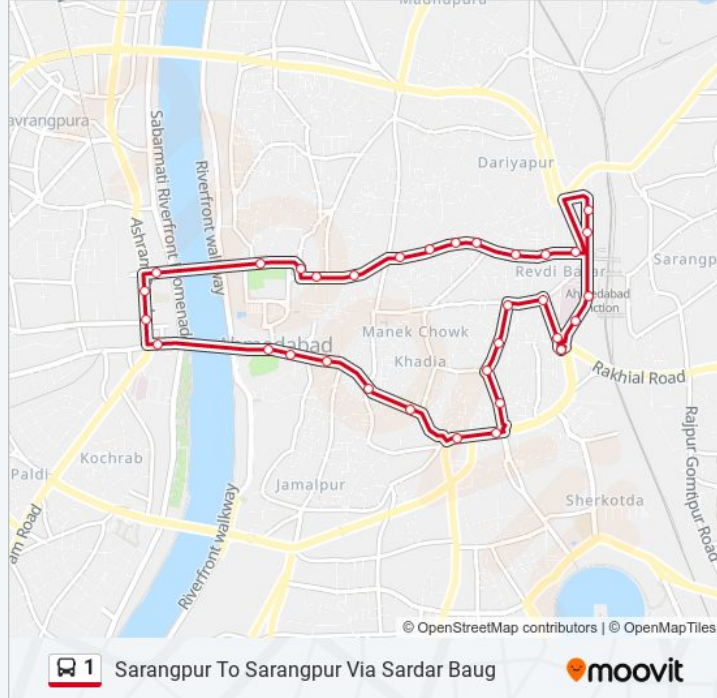 Madhupura
avrangpura
Dariyapur
Sabarmati Riverfront Promenad
Riverfront walkway
Ashram
Revdi Bazar
Sarangp
Ahmedabad
Junction
Manek Chowk
Ahmedabad
Khadia
Rakhial Road
Kochrab
Paldi
Jamalpur
Rajpur Gomtipur Road
Sherkotda
am Road
Riverfront walkway
© OpenStreetMap contributors | © OpenMapTiles
1 Sarangpur To Sarangpur Via Sardar Baug
moovit